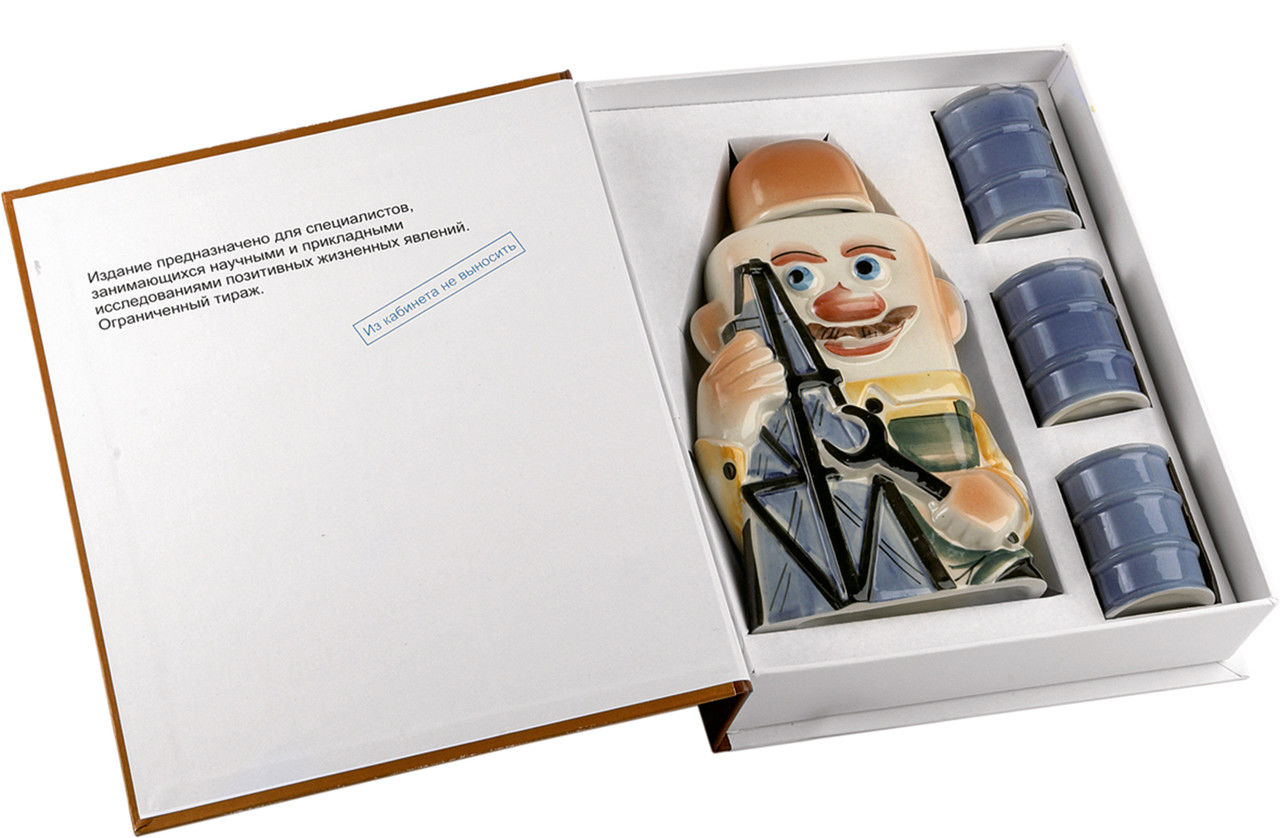 Издание предназначено для специалистов,
занимающихся научными и прикладными
исследованиями позитивных жизненных явлений.
Ограниченный тираж.
Из кабинета не выносить